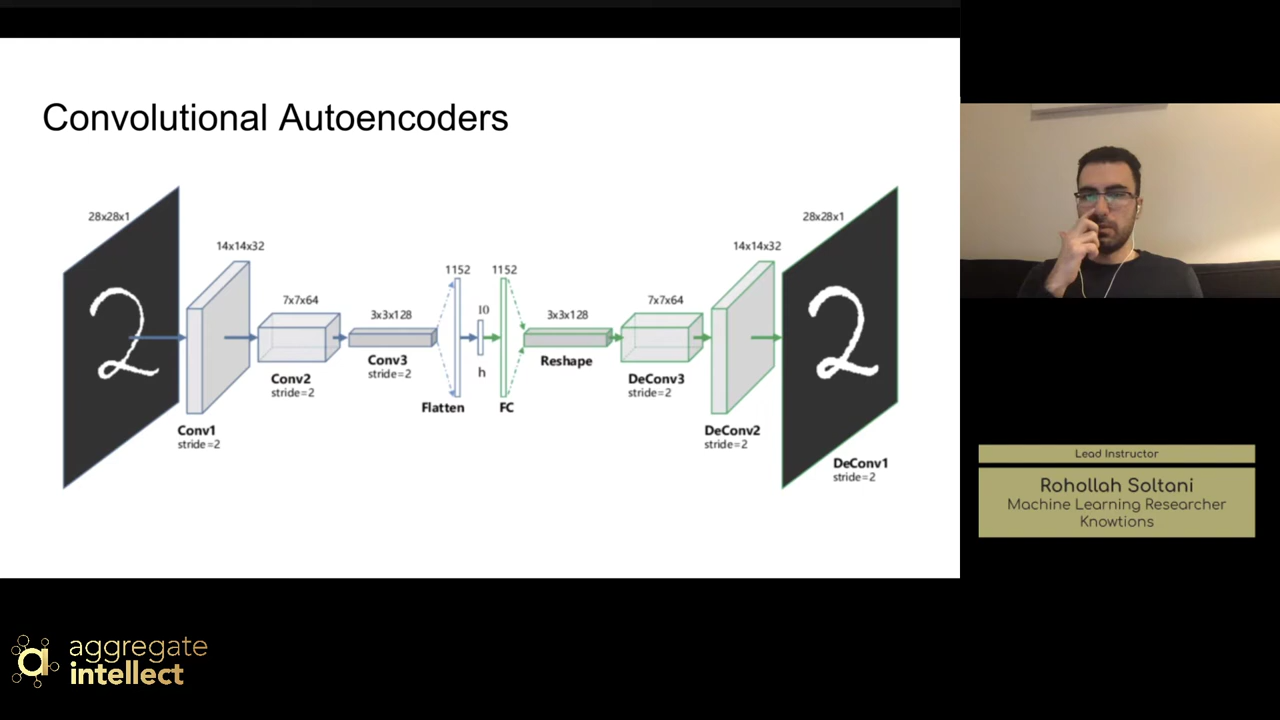 Convolutional Autoencoders
28x28x1
14x14x32
7x7x64
3x3x128
1152
10
1152
3x3x128
7x7x64
14x14x32
28x28x1
Conv1
stride=2
Conv2
stride=2
Conv3
stride=2
Flatten
h
FC
Reshape
DeConv3
stride=2
DeConv2
stride=2
DeConv1
stride=2
Lead Instructor
Rohollah Soltani
Machine Learning Researcher
Knowtions
aggregate
intellect